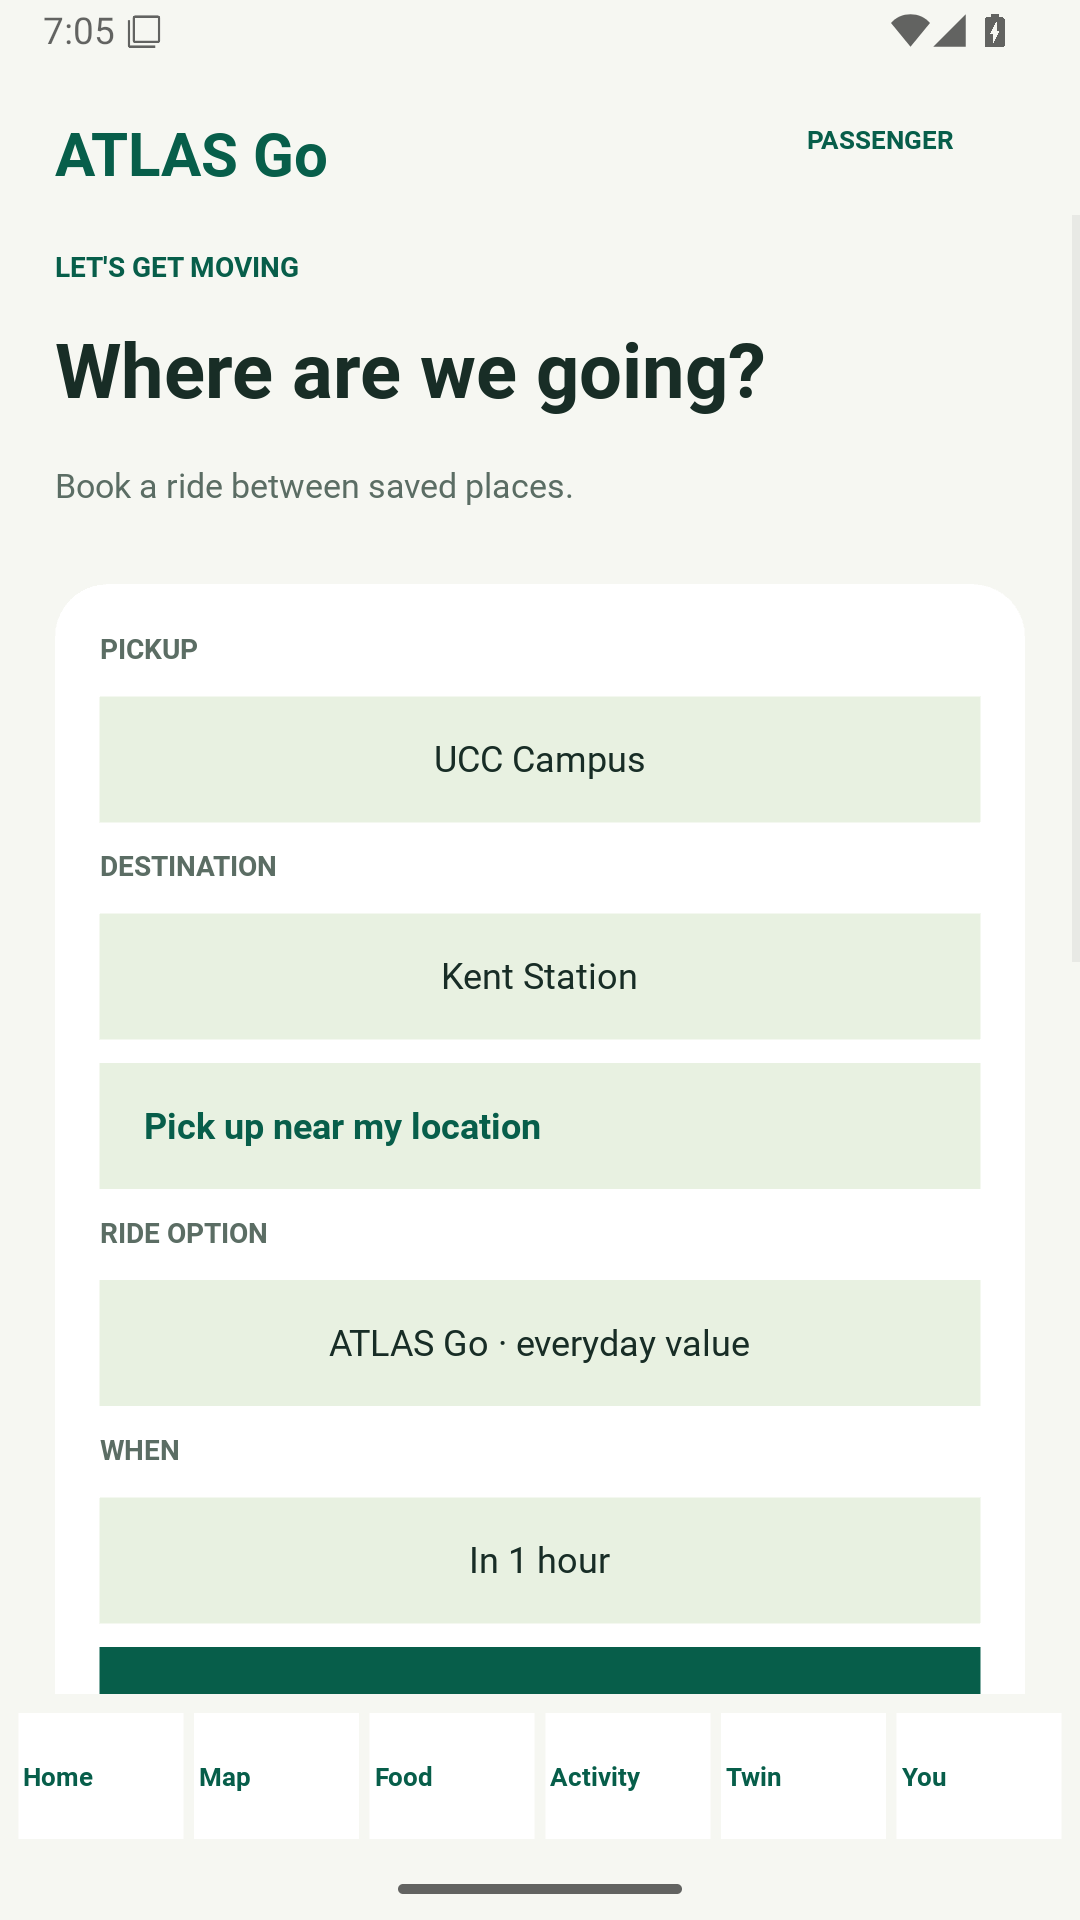 7:05
ATLAS Go
PASSENGER
LET'S GET MOVING
Where are we going?
Book a ride between saved places.
PICKUP
UCC Campus
DESTINATION
Kent Station
Pick up near my location
RIDE OPTION
ATLAS Go · everyday value
WHEN
In 1 hour
Home
Map
Food
Activity
Twin
You